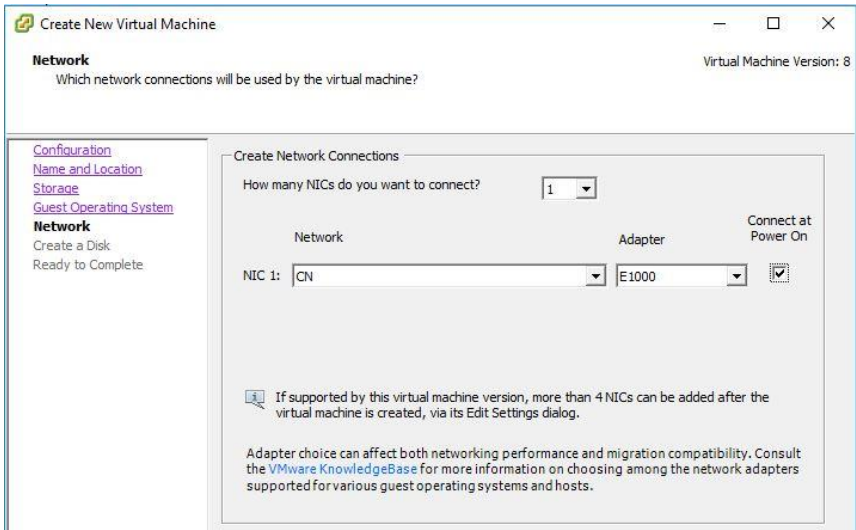 Create New Virtual Machine
Network
Which network connections will be used by the virtual machine?
Virtual Machine Version: 8
Configuration
Name and Location
Storage
Guest Operating System
Network
Create a Disk
Ready to Complete
Create Network Connections
How many NICs do you want to connect?
1
Network
Adapter
Connect at
Power On
NIC 1:
CN
E1000
If supported by this virtual machine version, more than 4 NICs can be added after the
virtual machine is created, via its Edit Settings dialog.
Adapter choice can affect both networking performance and migration compatibility. Consult
the VMware KnowledgeBase for more information on choosing among the network adapters
supported for various guest operating systems and hosts.